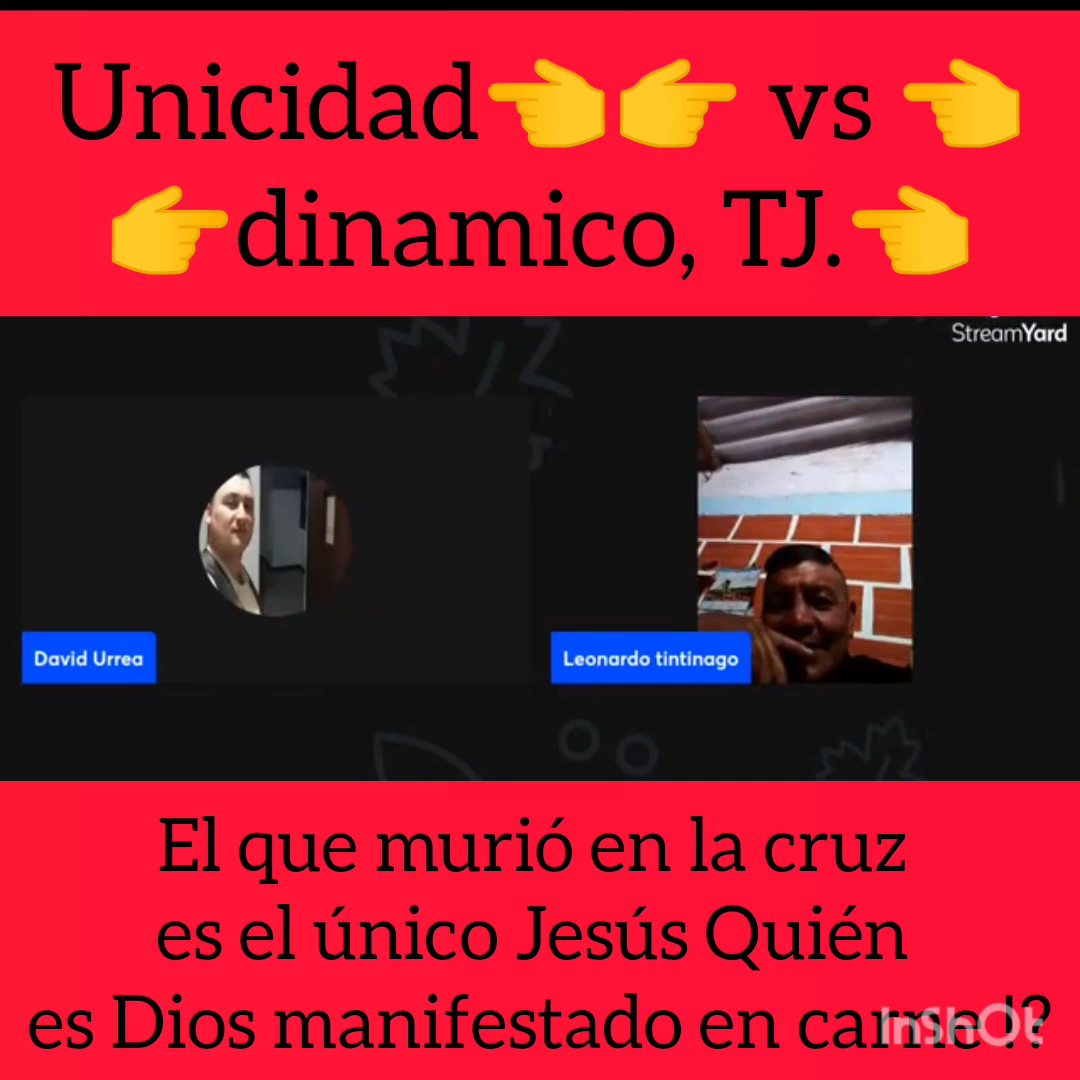 Unicidad👈👉 vs 👈
👉dinamico, TJ.👈
StreamYard
David Urrea
Leonardo tintinago
El que murió en la cruz
es el único Jesús Quién
es Dios manifestado en carne !?
InShOt